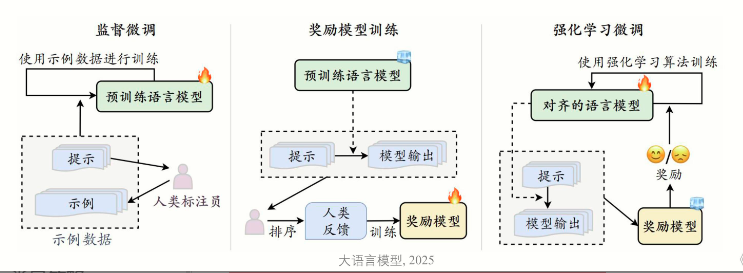 监督微调
使用示例数据进行训练
预训练语言模型
提示
示例
人类标注员
示例数据
奖励模型训练
预训练语言模型
提示
模型输出
排序
人类
反馈
训练
奖励模型
强化学习微调
使用强化学习算法训练
对齐的语言模型
奖励
提示
模型输出
奖励模型
大语言模型, 2025